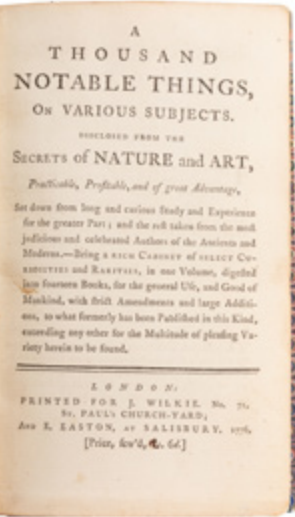 A
THOUSAND
NOTABLE THINGS,
ON VARIOUS SUBJECTS.
DISCLOSED FROM THE
SECRETS of NATURE and ART,
Practicable, Profitable, and of great Advantage,
Set down from long and curious Study and Experience
for the greater Part; and the rest taken from the most
judicious and celebrated Authors of the Ancients and
Moderns.—Being A RICH CABINET of SELECT CU-
RIOSITIES and RARITIES, in one Volume, digested
into fourteen Books, for the general Use, and Good of
Mankind, with strict Amendments and large Additi-
ons, to what formerly has been Published in this Kind,
exceeding any other for the Multitude of pleasing Va-
riety herein to be found.
LONDON:
PRINTED FOR J. WILKIE, No. 71,
ST. PAUL'S CHURCH-YARD;
AND E. EASTON, AT SALISBURY. 1776,
[Price, sew'd, 6d.]